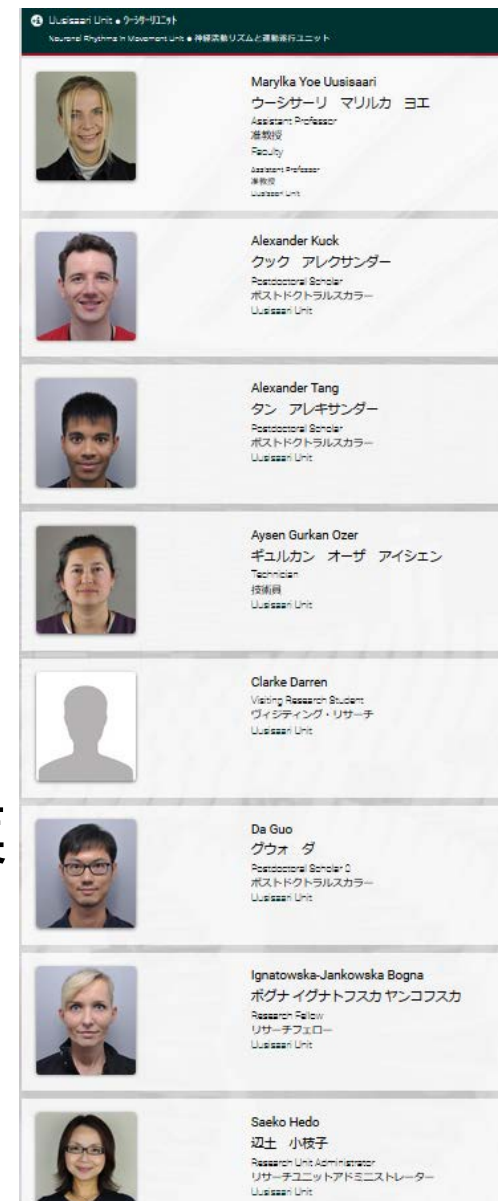 Uusisaari Unit ● ウーシサーリユニット
Neuronal Rhythms in Movement Unit ● 神経活動リズムと運動遂行ユニット
Marylka Yoe Uusisaari
ウーシサーリ　マリルカ　ヨエ
Assistant Professor
准教授
Faculty
Assistant Professor
准教授
Uusisaari Unit
Alexander Kuck
クック　アレクサンダー
Postdoctoral Scholar
ポストドクトラルスカラー
Uusisaari Unit
Alexander Tang
タン　アレキサンダー
Postdoctoral Scholar
ポストドクトラルスカラー
Uusisaari Unit
Aysen Gurkan Ozer
ギュルカン　オーザ　アイシェン
Technician
技術員
Uusisaari Unit
Clarke Darren
Visiting Research Student
ヴィジティング・リサーチ
Uusisaari Unit
Da Guo
グウォ　ダ
Postdoctoral Scholar
ポストドクトラルスカラー
Uusisaari Unit
Ignatowska-Jankowska Bogna
ボグナ イグナトフスカ ヤンコフスカ
Research Fellow
リサーチフェロー
Uusisaari Unit
Saeko Hedo
辺土　小枝子
Research Unit Administrator
リサーチユニットアドミニストレーター
Uusisaari Unit